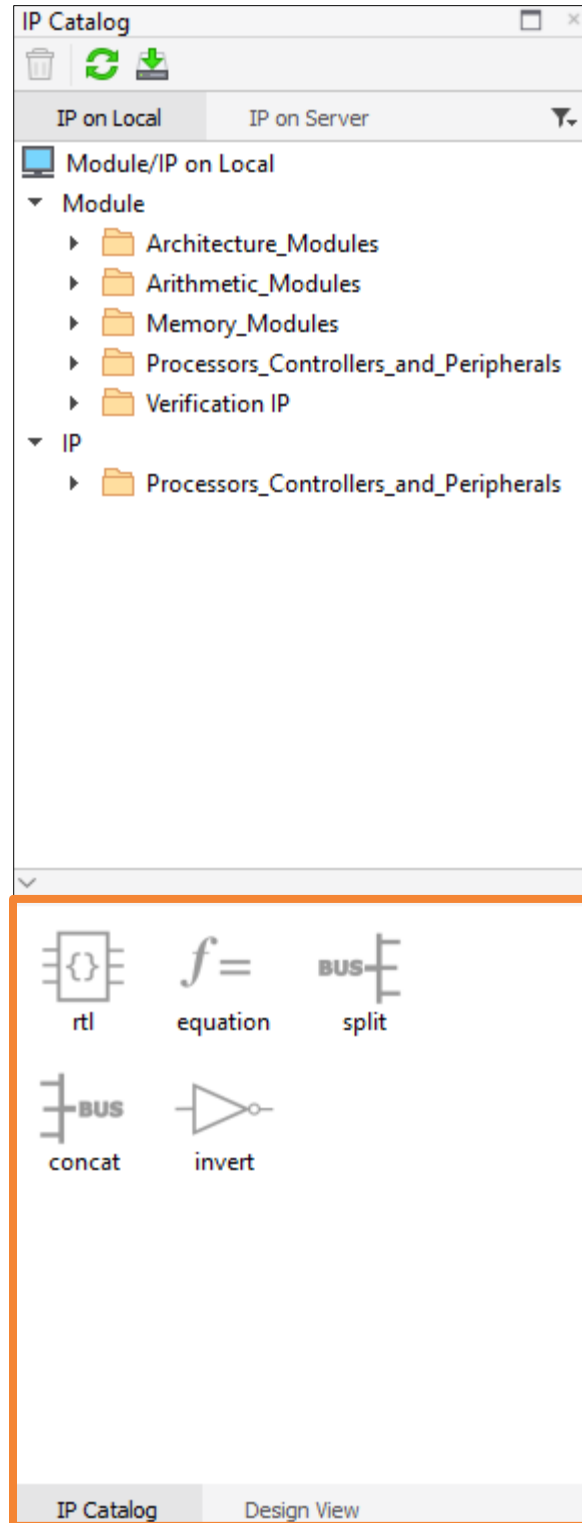 IP Catalog
IP on Local IP on Server
Module/IP on Local
Module
Architecture_Modules
Arithmetic_Modules
Memory_Modules
Processors_Controllers_and_Peripherals
Verification IP
IP
Processors_Controllers_and_Peripherals
{} f= BUS
rtl equation split
BUS
concat invert
IP Catalog Design View